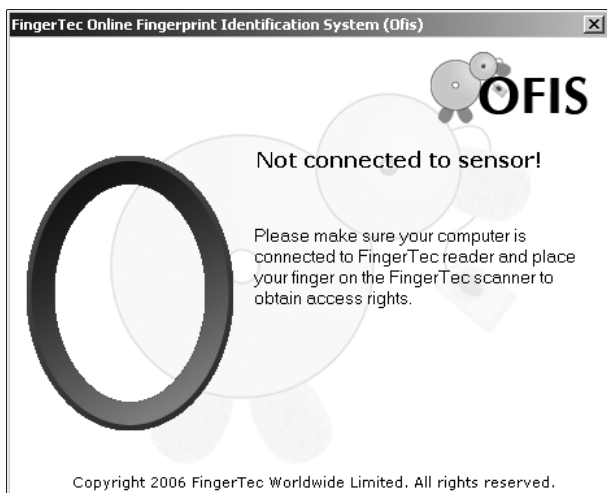 FingerTec Online Fingerprint Identification System (Ofis)
OFIS
Not connected to sensor!
Please make sure your computer is
connected to FingerTec reader and place
your finger on the FingerTec scanner to
obtain access rights.
Copyright 2006 FingerTec Worldwide Limited. All rights reserved.